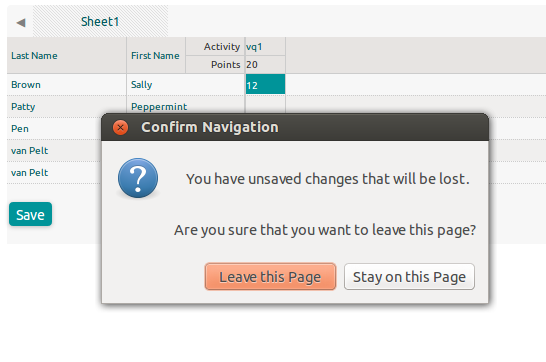 ◀ Sheet1
Last Name First Name Activity vq1
Points 20
Brown Sally 12
Patty Peppermint
Pen
van Pelt
van Pelt
Save
Confirm Navigation
You have unsaved changes that will be lost.
Are you sure that you want to leave this page?
Leave this Page Stay on this Page